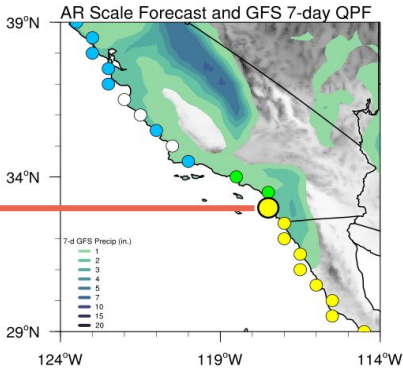 AR Scale Forecast and GFS 7-day QPF
39°N
34°N
7-d GFS Precip (in.)
1
2
3
4
5
7
10
15
20
29°N
124°W 119°W 114°W